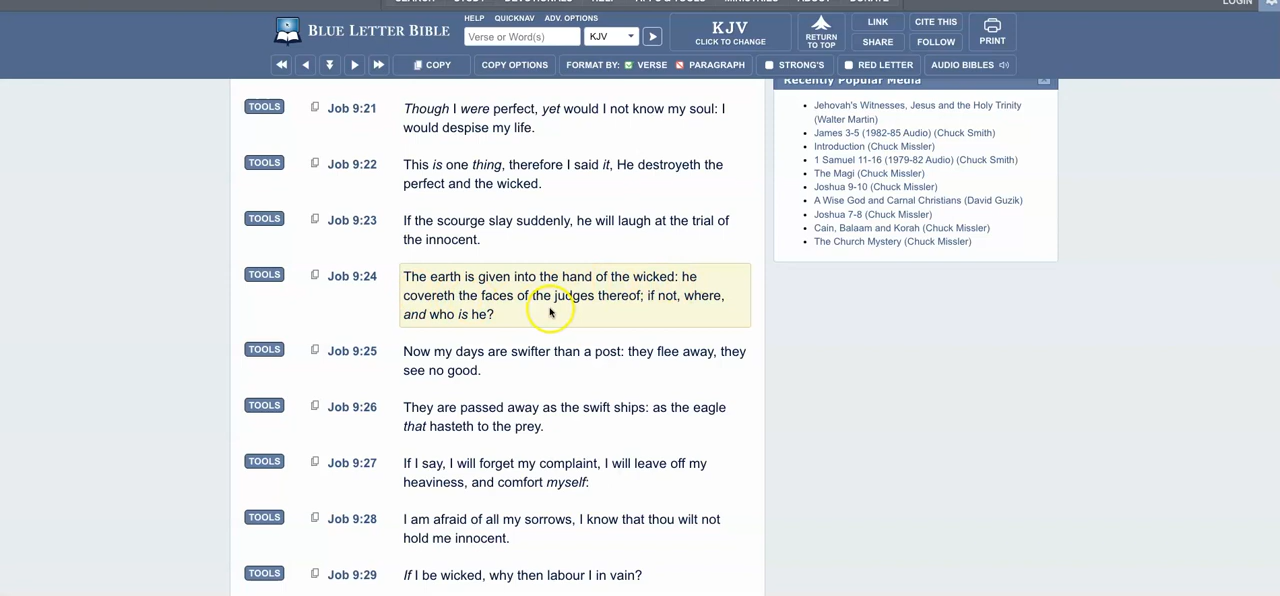 LOGIN
HELP QUICKNAV ADV. OPTIONS
BLUE LETTER BIBLE
Verse or Word(s)
KJV
KJV
CLICK TO CHANGE
RETURN
TO TOP
LINK
CITE THIS
SHARE
FOLLOW
PRINT
COPY
COPY OPTIONS
FORMAT BY: VERSE PARAGRAPH
STRONG'S
RED LETTER
AUDIO BIBLES
TOOLS Job 9:21 Though I were perfect, yet would I not know my soul: I
would despise my life.
TOOLS Job 9:22 This is one thing, therefore I said it, He destroyeth the
perfect and the wicked.
TOOLS Job 9:23 If the scourge slay suddenly, he will laugh at the trial of
the innocent.
TOOLS Job 9:24 The earth is given into the hand of the wicked: he
covereth the faces of the judges thereof; if not, where,
and who is he?
TOOLS Job 9:25 Now my days are swifter than a post: they flee away, they
see no good.
TOOLS Job 9:26 They are passed away as the swift ships: as the eagle
that hasteth to the prey.
TOOLS Job 9:27 If I say, I will forget my complaint, I will leave off my
heaviness, and comfort myself:
TOOLS Job 9:28 I am afraid of all my sorrows, I know that thou wilt not
hold me innocent.
TOOLS Job 9:29 If I be wicked, why then labour I in vain?
Recently Popular Media
Jehovah's Witnesses, Jesus and the Holy Trinity
(Walter Martin)
James 3-5 (1982-85 Audio) (Chuck Smith)
Introduction (Chuck Missler)
1 Samuel 11-16 (1979-82 Audio) (Chuck Smith)
The Magi (Chuck Missler)
Joshua 9-10 (Chuck Missler)
A Wise God and Carnal Christians (David Guzik)
Joshua 7-8 (Chuck Missler)
Cain, Balaam and Korah (Chuck Missler)
The Church Mystery (Chuck Missler)